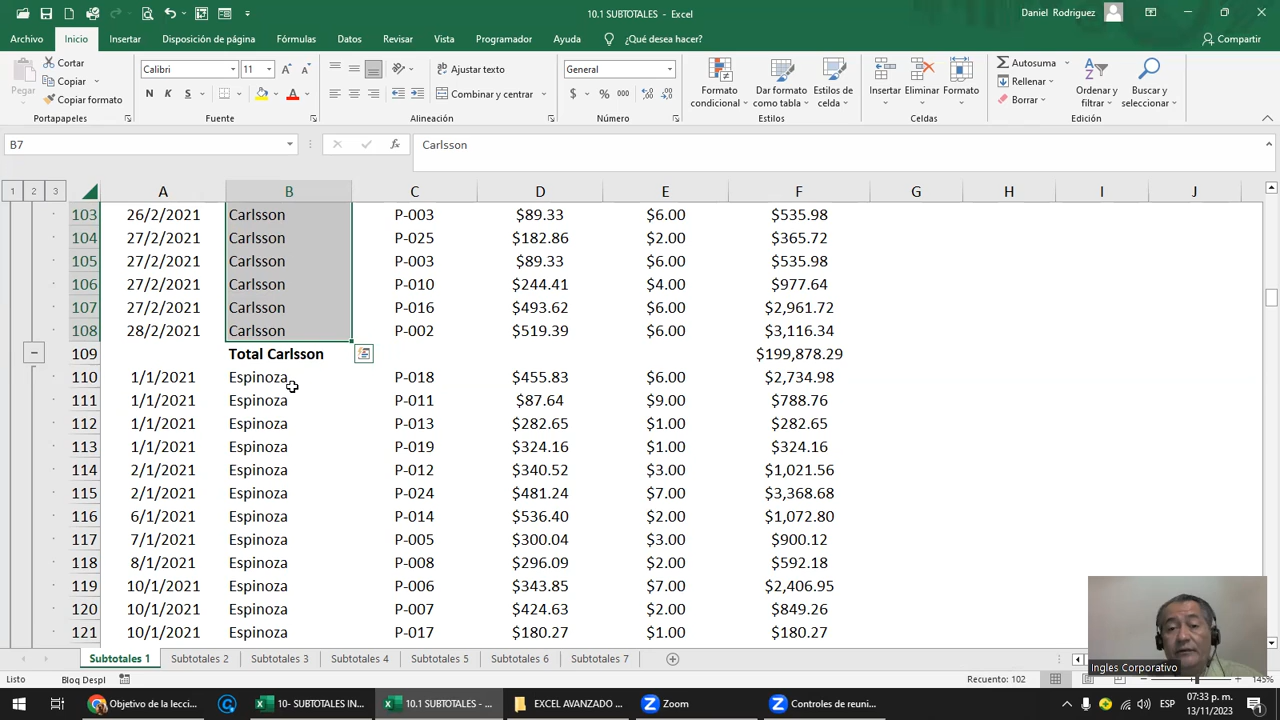 10.1 SUBTOTALES - Excel
Daniel Rodriguez
Archivo Inicio Insertar Disposición de página Fórmulas Datos Revisar Vista Programador Ayuda ¿Qué desea hacer? Compartir
Pegar
Cortar
Copiar
Copiar formato
Portapapeles
Calibri 11
N K S
Fuente
Ajustar texto
Combinar y centrar
Alineación
General
$ % 000
Número
Formato condicional
Dar formato como tabla
Estilos de celda
Estilos
Insertar Eliminar Formato
Celdas
Autosuma
Rellenar
Borrar
Ordenar y filtrar
Buscar y seleccionar
Edición
B7 fx Carlsson
1 2 3 A B C D E F G H I J
103 26/2/2021 Carlsson P-003 $89.33 $6.00 $535.98
104 27/2/2021 Carlsson P-025 $182.86 $2.00 $365.72
105 27/2/2021 Carlsson P-003 $89.33 $6.00 $535.98
106 27/2/2021 Carlsson P-010 $244.41 $4.00 $977.64
107 27/2/2021 Carlsson P-016 $493.62 $6.00 $2,961.72
108 28/2/2021 Carlsson P-002 $519.39 $6.00 $3,116.34
109 Total Carlsson $199,878.29
110 1/1/2021 Espinoza P-018 $455.83 $6.00 $2,734.98
111 1/1/2021 Espinoza P-011 $87.64 $9.00 $788.76
112 1/1/2021 Espinoza P-013 $282.65 $1.00 $282.65
113 1/1/2021 Espinoza P-019 $324.16 $1.00 $324.16
114 2/1/2021 Espinoza P-012 $340.52 $3.00 $1,021.56
115 2/1/2021 Espinoza P-024 $481.24 $7.00 $3,368.68
116 6/1/2021 Espinoza P-014 $536.40 $2.00 $1,072.80
117 7/1/2021 Espinoza P-005 $300.04 $3.00 $900.12
118 8/1/2021 Espinoza P-008 $296.09 $2.00 $592.18
119 10/1/2021 Espinoza P-006 $343.85 $7.00 $2,406.95
120 10/1/2021 Espinoza P-007 $424.63 $2.00 $849.26
121 10/1/2021 Espinoza P-017 $180.27 $1.00 $180.27
Ingles Corporativo
Subtotales 1 Subtotales 2 Subtotales 3 Subtotales 4 Subtotales 5 Subtotales 6 Subtotales 7
Listo Bloq Despl Recuento: 102 145%
Objetivo de la lecci... 10- SUBTOTALES IN... 10.1 SUBTOTALES - ... EXCEL AVANZADO ... Zoom Controles de reuni... ESP 07:33 p. m.
13/11/2023